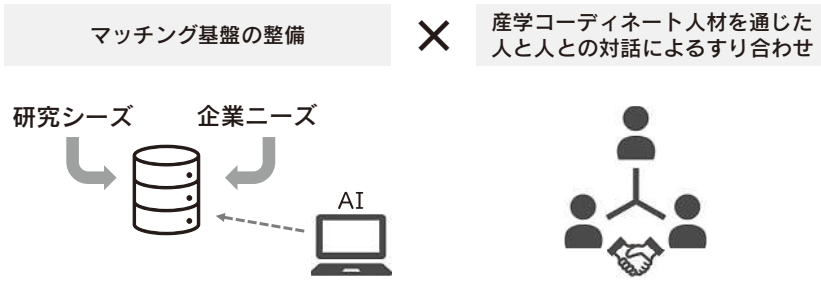 マッチング基盤の整備
×
産学コーディネート人材を通じた
人と人との対話によるすり合わせ
研究シーズ
企業ニーズ
AI